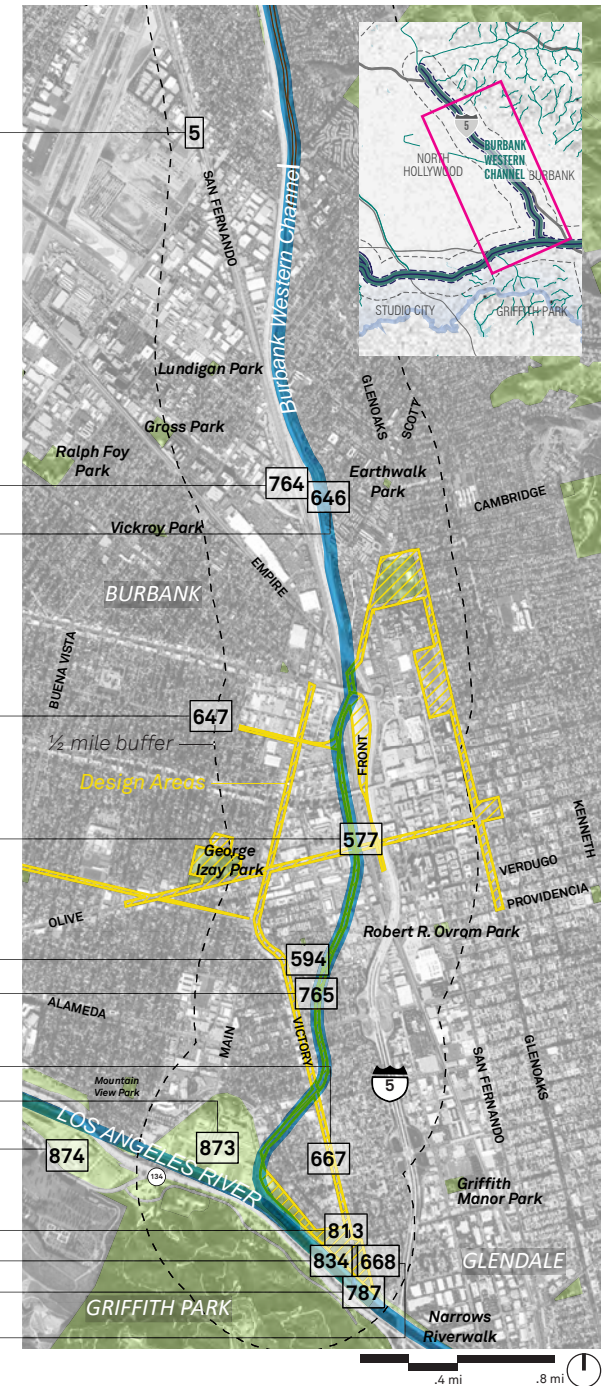 5
SAN FERNANDO
Burbank Western Channel
5
NORTH
HOLLYWOOD
BURBANK
WESTERN
CHANNEL
BURBANK
STUDIO CITY
GRIFFITH PARK
Lundigan Park
GLENOAKS
SCOTT
Gross Park
Ralph Foy
Park
Earthwalk
Park
764
646
CAMBRIDGE
Vickroy Park
EMPIRE
BURBANK
BUENA VISTA
647
½ mile buffer
FRONT
Design Areas
577
KENNETH
George
Izay Park
VERDUGO
PROVIDENCIA
OLIVE
Robert R. Ovrom Park
594
765
ALAMEDA
MAIN
VICTORY
SAN FERNANDO
GLENOAKS
5
Mountain
View Park
LOS ANGELES RIVER
874
873
134
667
Griffith
Manor Park
813
834
668
GLENDALE
787
GRIFFITH PARK
Narrows
Riverwalk
.4 mi
.8 mi